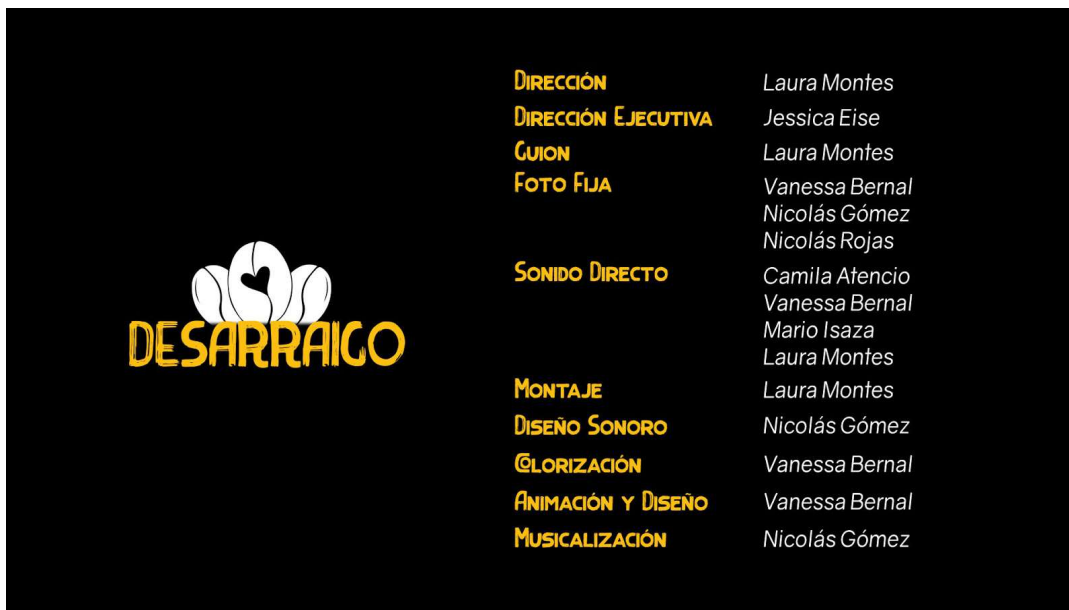 DESARRAIGO
Dirección Laura Montes
Dirección Ejecutiva Jessica Eise
Guion Laura Montes
Foto Fija Vanessa Bernal
Nicolás Gómez
Nicolás Rojas
Sonido Directo Camila Atencio
Vanessa Bernal
Mario Isaza
Laura Montes
Montaje Laura Montes
Diseño Sonoro Nicolás Gómez
Colorización Vanessa Bernal
Animación y Diseño Vanessa Bernal
Musicalización Nicolás Gómez